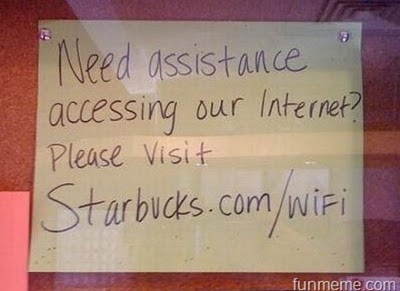 Need assistance
accessing our Internet?
Please Visit
Starbucks.com/WiFi
funmeme.com